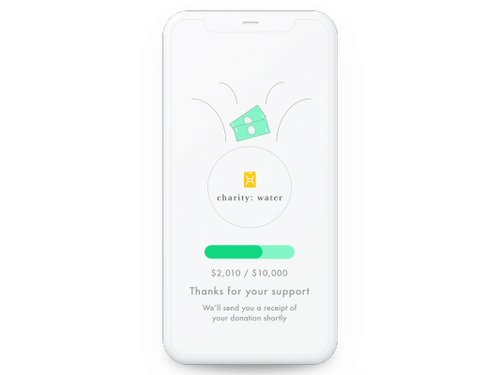 charity: water
$2,010 / $10,000
Thanks for your support
We'll send you a receipt of
your donation shortly